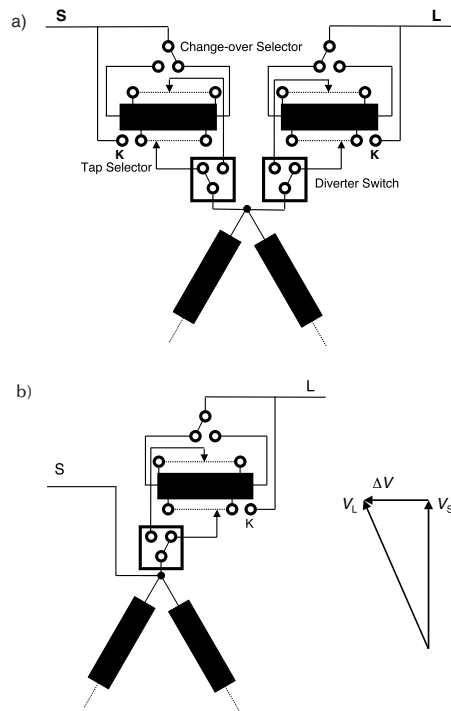 a)
S
L
Change-over Selector
K
K
Tap Selector
Diverter Switch
b)
L
S
K
ΔV
V_L
V_S